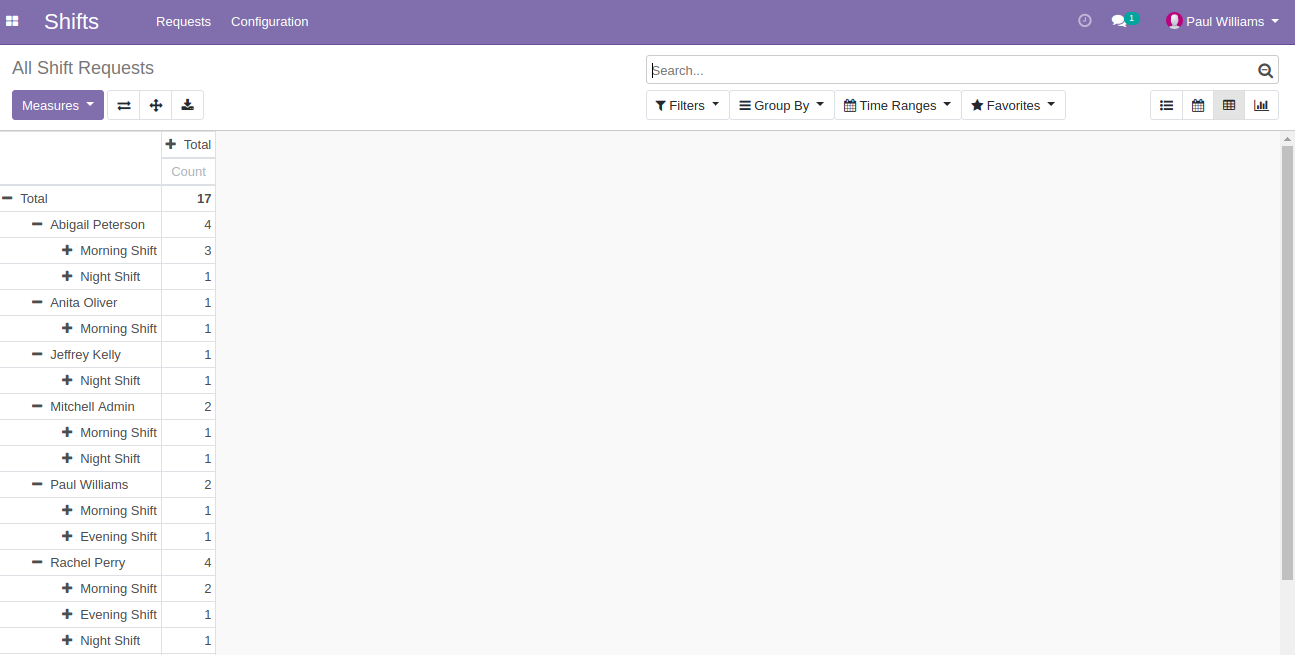 Shifts Requests Configuration 1 Paul Williams
All Shift Requests Search...
Measures Filters Group By Time Ranges Favorites
Total
Count
Total 17
Abigail Peterson 4
Morning Shift 3
Night Shift 1
Anita Oliver 1
Morning Shift 1
Jeffrey Kelly 1
Night Shift 1
Mitchell Admin 2
Morning Shift 1
Night Shift 1
Paul Williams 2
Morning Shift 1
Evening Shift 1
Rachel Perry 4
Morning Shift 2
Evening Shift 1
Night Shift 1